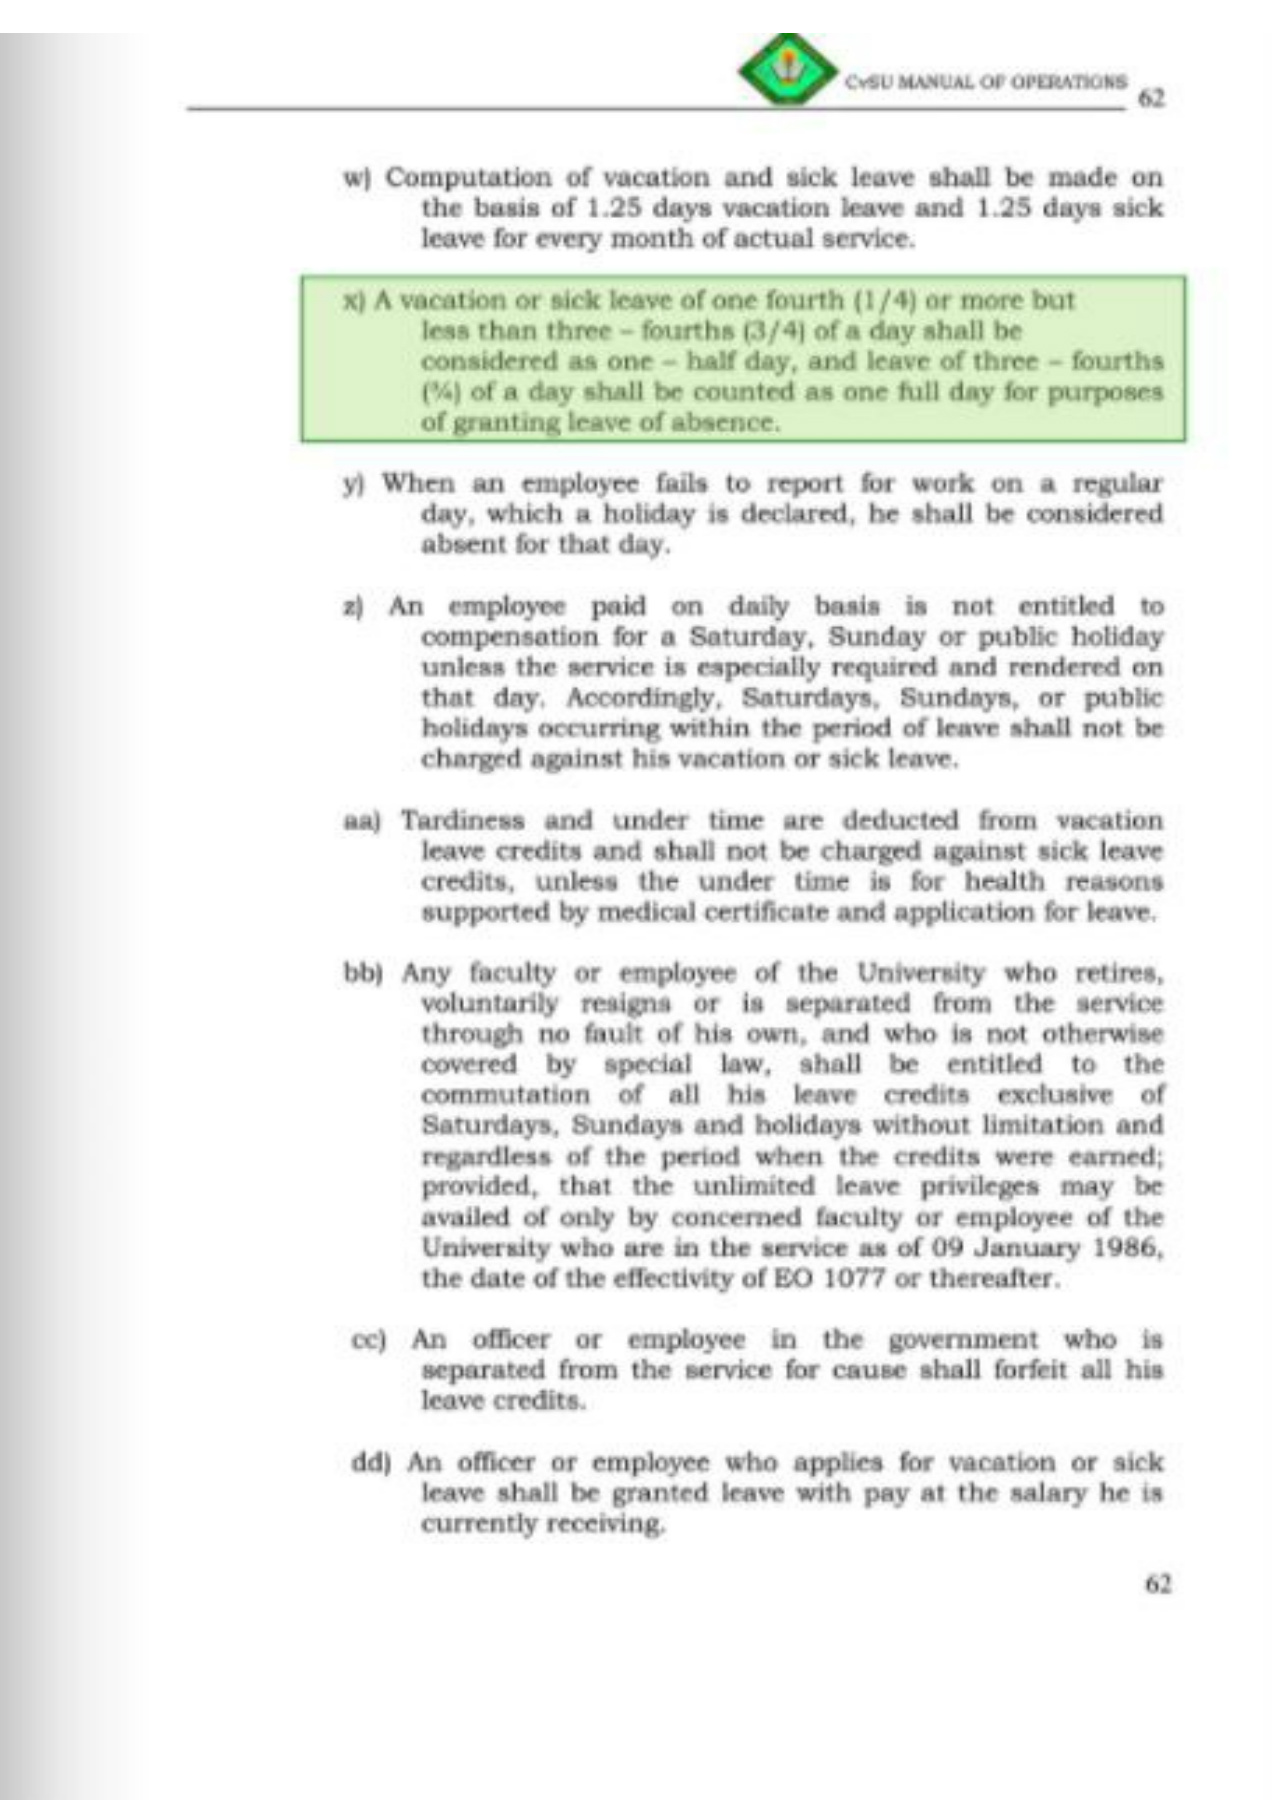 CvSU MANUAL OF OPERATIONS
62
w) Computation of vacation and sick leave shall be made on
the basis of 1.25 days vacation leave and 1.25 days sick
leave for every month of actual service.
x) A vacation or sick leave of one fourth (1/4) or more but
less than three – fourths (3/4) of a day shall be
considered as one – half day, and leave of three – fourths
(¾) of a day shall be counted as one full day for purposes
of granting leave of absence.
y) When an employee fails to report for work on a regular
day, which a holiday is declared, he shall be considered
absent for that day.
z) An employee paid on daily basis is not entitled to
compensation for a Saturday, Sunday or public holiday
unless the service is especially required and rendered on
that day. Accordingly, Saturdays, Sundays, or public
holidays occurring within the period of leave shall not be
charged against his vacation or sick leave.
aa) Tardiness and under time are deducted from vacation
leave credits and shall not be charged against sick leave
credits, unless the under time is for health reasons
supported by medical certificate and application for leave.
bb) Any faculty or employee of the University who retires,
voluntarily resigns or is separated from the service
through no fault of his own, and who is not otherwise
covered by special law, shall be entitled to the
commutation of all his leave credits exclusive of
Saturdays, Sundays and holidays without limitation and
regardless of the period when the credits were earned;
provided, that the unlimited leave privileges may be
availed of only by concerned faculty or employee of the
University who are in the service as of 09 January 1986,
the date of the effectivity of EO 1077 or thereafter.
cc) An officer or employee in the government who is
separated from the service for cause shall forfeit all his
leave credits.
dd) An officer or employee who applies for vacation or sick
leave shall be granted leave with pay at the salary he is
currently receiving.
62